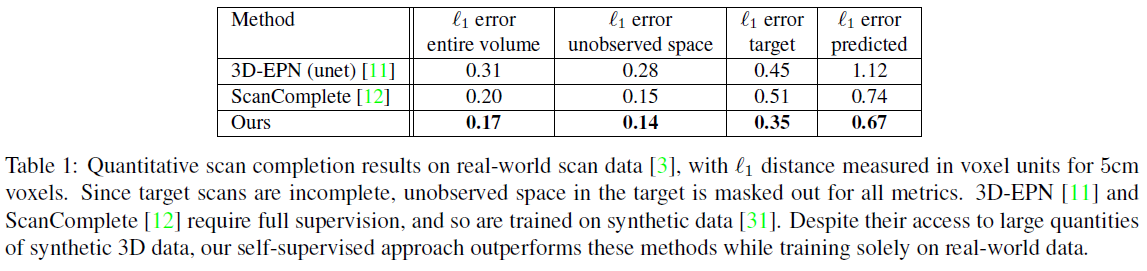 Method ℓ1 error ℓ1 error ℓ1 error ℓ1 error
entire volume unobserved space target predicted
3D-EPN (unet) [11] 0.31 0.28 0.45 1.12
ScanComplete [12] 0.20 0.15 0.51 0.74
Ours 0.17 0.14 0.35 0.67
Table 1: Quantitative scan completion results on real-world scan data [3], with ℓ1 distance measured in voxel units for 5cm
voxels. Since target scans are incomplete, unobserved space in the target is masked out for all metrics. 3D-EPN [11] and
ScanComplete [12] require full supervision, and so are trained on synthetic data [31]. Despite their access to large quantities
of synthetic 3D data, our self-supervised approach outperforms these methods while training solely on real-world data.